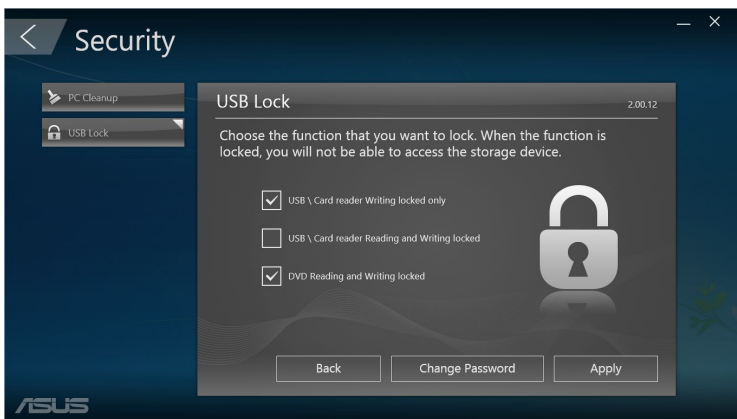 Security
PC Cleanup
USB Lock
USB Lock
2.00.12
Choose the function that you want to lock. When the function is
locked, you will not be able to access the storage device.
USB \ Card reader Writing locked only
USB \ Card reader Reading and Writing locked
DVD Reading and Writing locked
Back
Change Password
Apply
ASUS